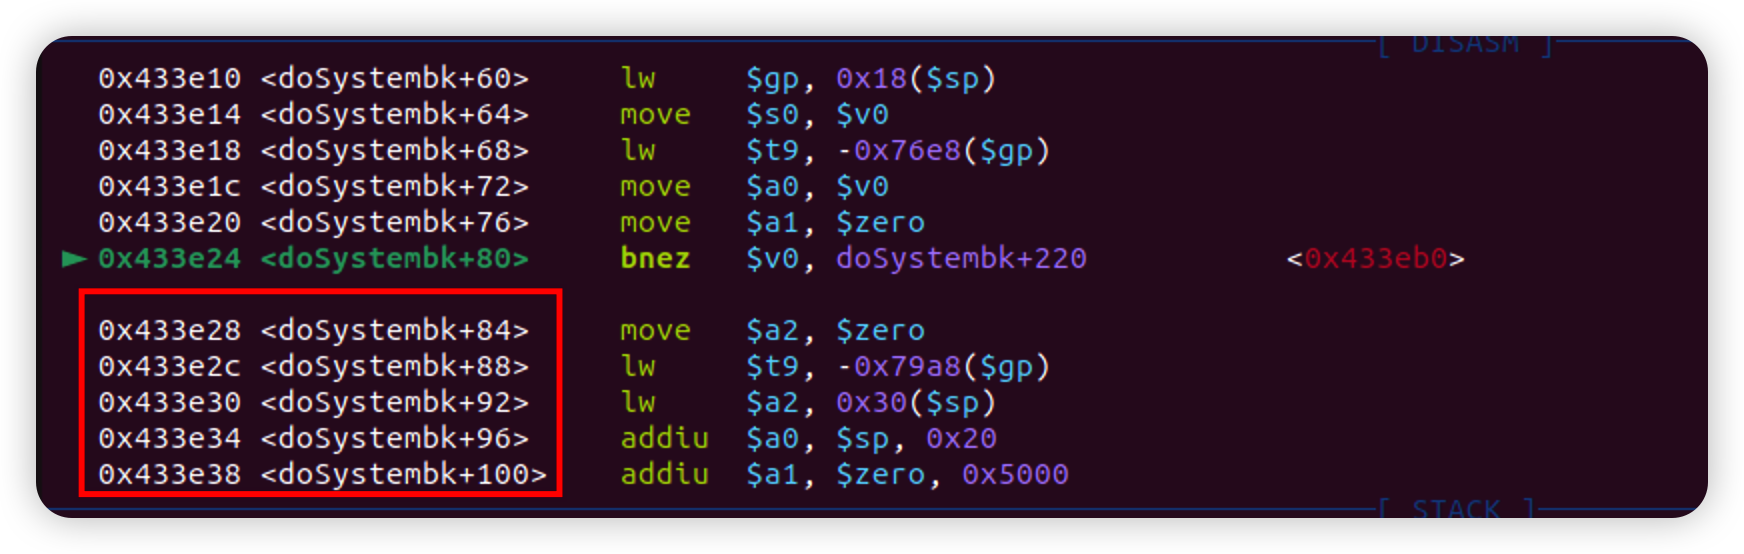 [ DISASM ]
0x433e10 <doSystembk+60> lw $gp, 0x18($sp)
0x433e14 <doSystembk+64> move $s0, $v0
0x433e18 <doSystembk+68> lw $t9, -0x76e8($gp)
0x433e1c <doSystembk+72> move $a0, $v0
0x433e20 <doSystembk+76> move $a1, $zero
► 0x433e24 <doSystembk+80> bnez $v0, doSystembk+220 <0x433eb0>
0x433e28 <doSystembk+84> move $a2, $zero
0x433e2c <doSystembk+88> lw $t9, -0x79a8($gp)
0x433e30 <doSystembk+92> lw $a2, 0x30($sp)
0x433e34 <doSystembk+96> addiu $a0, $sp, 0x20
0x433e38 <doSystembk+100> addiu $a1, $zero, 0x5000
[ STACK ]